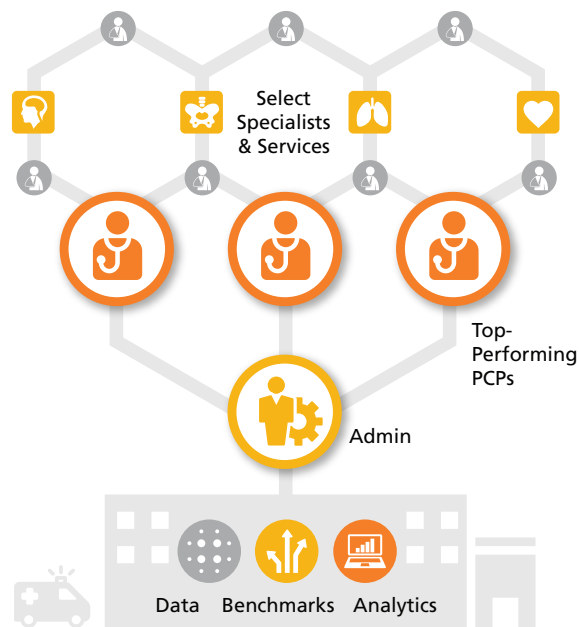 Select
Specialists
& Services
Top-
Performing
PCPs
Admin
Data Benchmarks Analytics